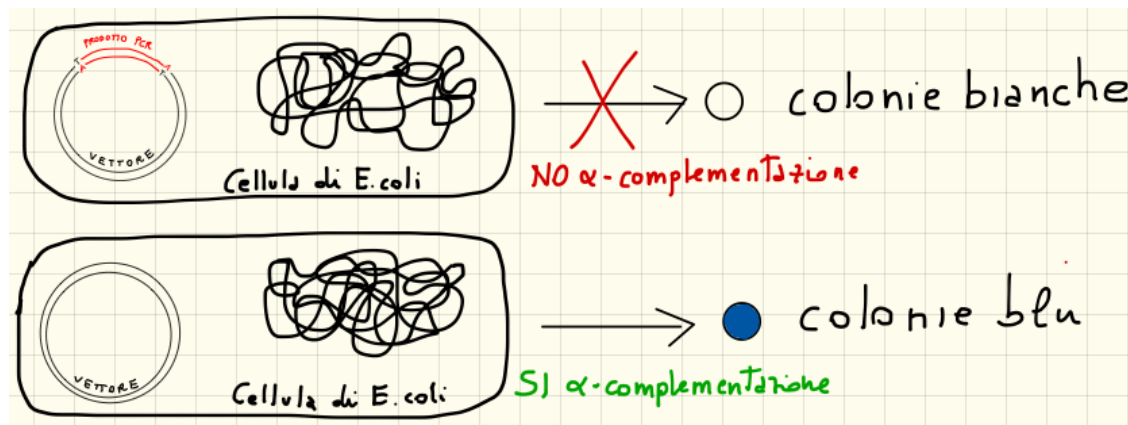 PRODOTTO PCR
T
A
A
T
VETTORE
Cellula di E.coli
colonie bianche
NO α-complementazione
VETTORE
Cellula di E.coli
colonie blu
SI α-complementazione